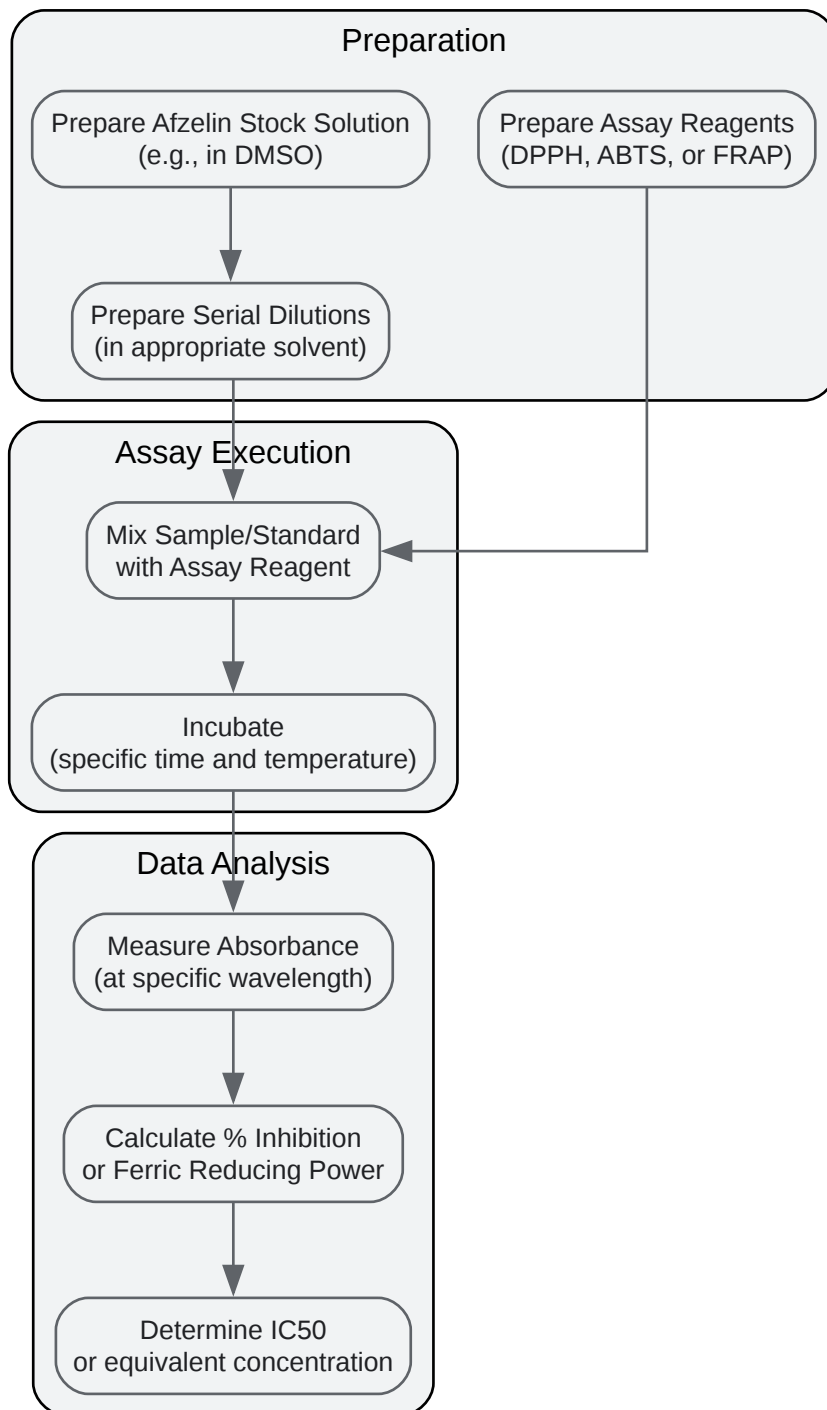 Preparation
Prepare Afzelin Stock Solution
(e.g., in DMSO)
Prepare Assay Reagents
(DPPH, ABTS, or FRAP)
Prepare Serial Dilutions
(in appropriate solvent)
Assay Execution
Mix Sample/Standard
with Assay Reagent
Incubate
(specific time and temperature)
Data Analysis
Measure Absorbance
(at specific wavelength)
Calculate % Inhibition
or Ferric Reducing Power
Determine IC50
or equivalent concentration